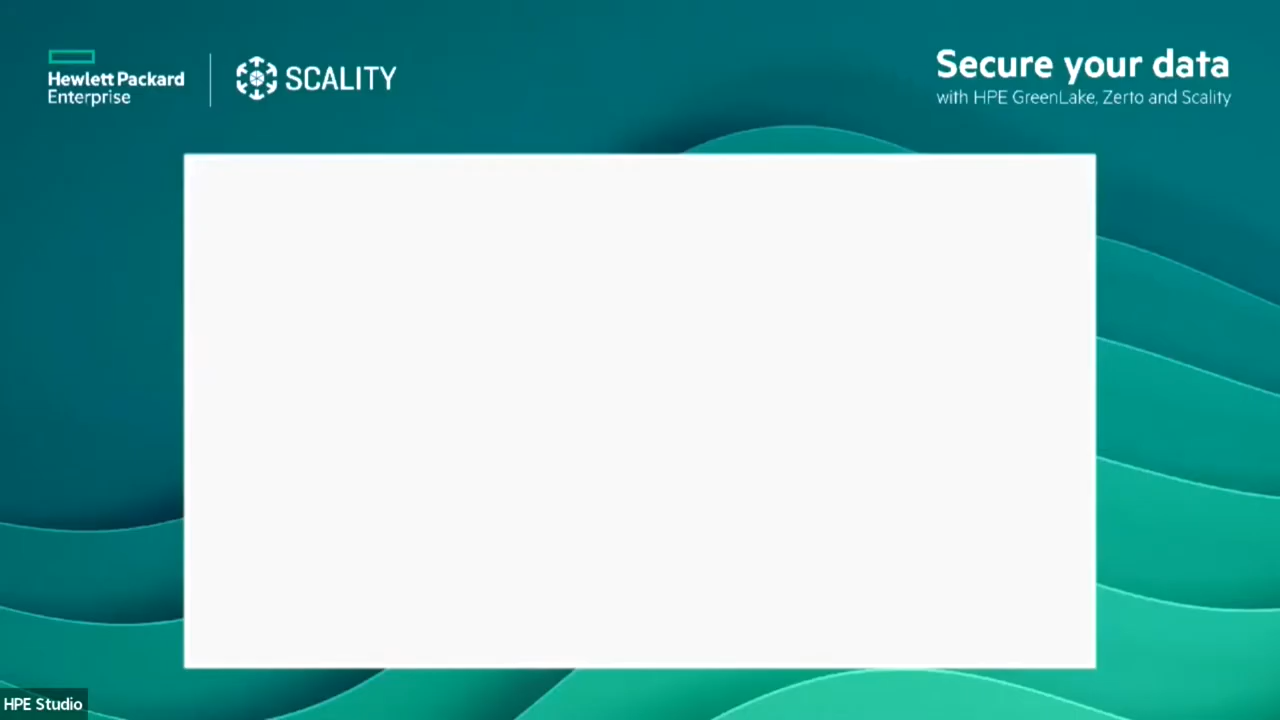 Hewlett Packard
Enterprise
SCALITY
Secure your data
with HPE GreenLake, Zerto and Scality
HPE Studio